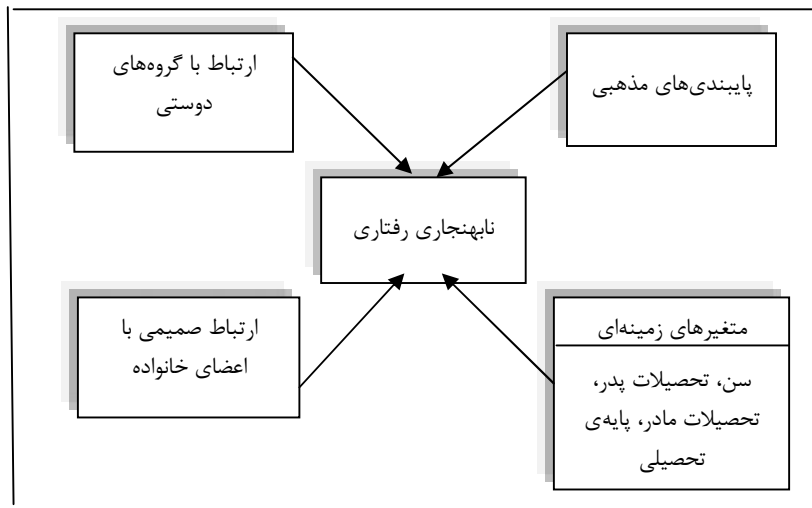 پایبندی‌های مذهبی
ارتباط با گروه‌های
دوستی
نابهنجاری رفتاری
متغیرهای زمینه‌ای
سن، تحصیلات پدر،
تحصیلات مادر، پایه‌ی
تحصیلی
ارتباط صمیمی با
اعضای خانواده